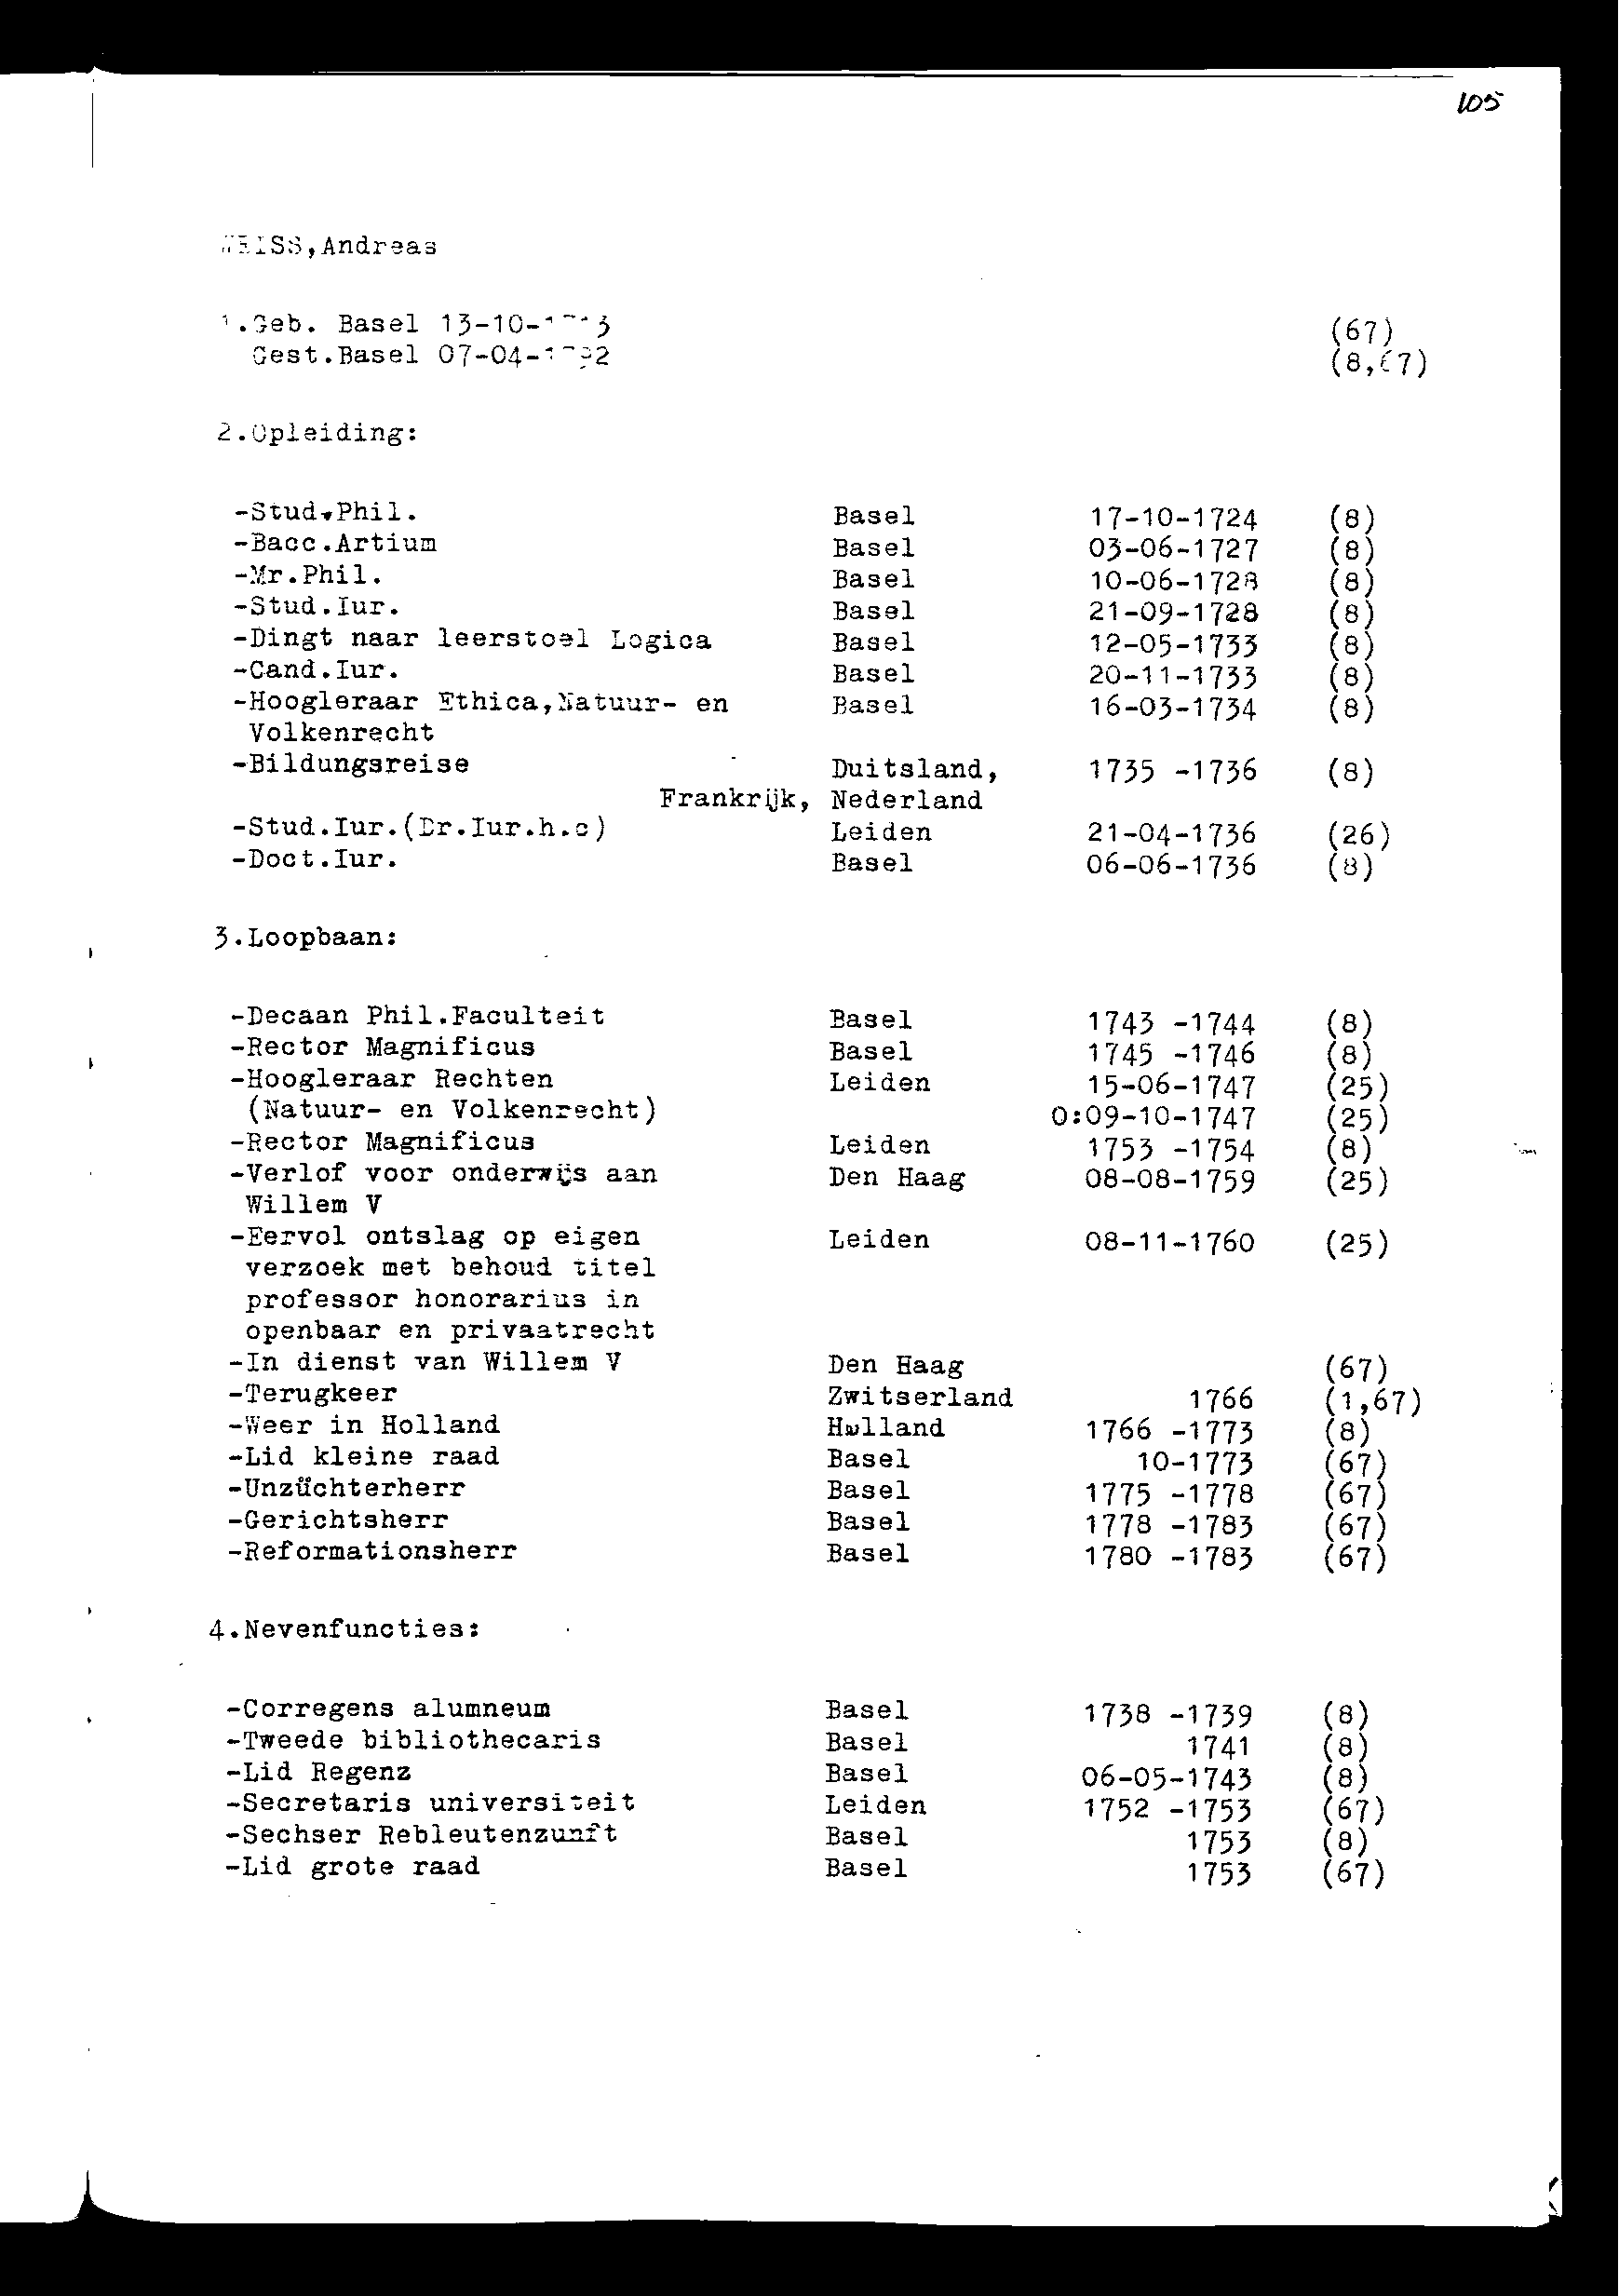 105
WEISS,Andreas
1.Geb. Basel 13-10-1713 (67)
Gest.Basel 07-04-1792 (8,67)
2.Opleiding:
-Stud.Phil. Basel 17-10-1724 (8)
-Bacc.Artium Basel 03-06-1727 (8)
-Mr.Phil. Basel 10-06-1728 (8)
-Stud.Iur. Basel 21-09-1728 (8)
-Dingt naar leerstoel Logica Basel 12-05-1733 (8)
-Cand.Iur. Basel 20-11-1733 (8)
-Hoogleraar Ethica,Natuur- en Basel 16-03-1734 (8)
Volkenrecht
-Bildungsreise Duitsland, 1735 -1736 (8)
Frankrijk, Nederland
-Stud.Iur.(Dr.Iur.h.c) Leiden 21-04-1736 (26)
-Doct.Iur. Basel 06-06-1736 (8)
3.Loopbaan:
-Decaan Phil.Faculteit Basel 1743 -1744 (8)
-Rector Magnificus Basel 1745 -1746 (8)
-Hoogleraar Rechten Leiden 15-06-1747 (25)
(Natuur- en Volkenrecht) O:09-10-1747 (25)
-Rector Magnificus Leiden 1753 -1754 (8)
-Verlof voor onderwijs aan Den Haag 08-08-1759 (25)
Willem V
-Eervol ontslag op eigen Leiden 08-11-1760 (25)
verzoek met behoud titel
professor honorarius in
openbaar en privaatrecht
-In dienst van Willem V Den Haag (67)
-Terugkeer Zwitserland 1766 (1,67)
-Weer in Holland Holland 1766 -1773 (8)
-Lid kleine raad Basel 10-1773 (67)
-Unzüchterherr Basel 1775 -1778 (67)
-Gerichtsherr Basel 1778 -1783 (67)
-Reformationsherr Basel 1780 -1783 (67)
4.Nevenfuncties:
-Corregens alumneum Basel 1738 -1739 (8)
-Tweede bibliothecaris Basel 1741 (8)
-Lid Regenz Basel 06-05-1743 (8)
-Secretaris universiteit Leiden 1752 -1753 (67)
-Sechser Rebleutenzunft Basel 1753 (8)
-Lid grote raad Basel 1753 (67)